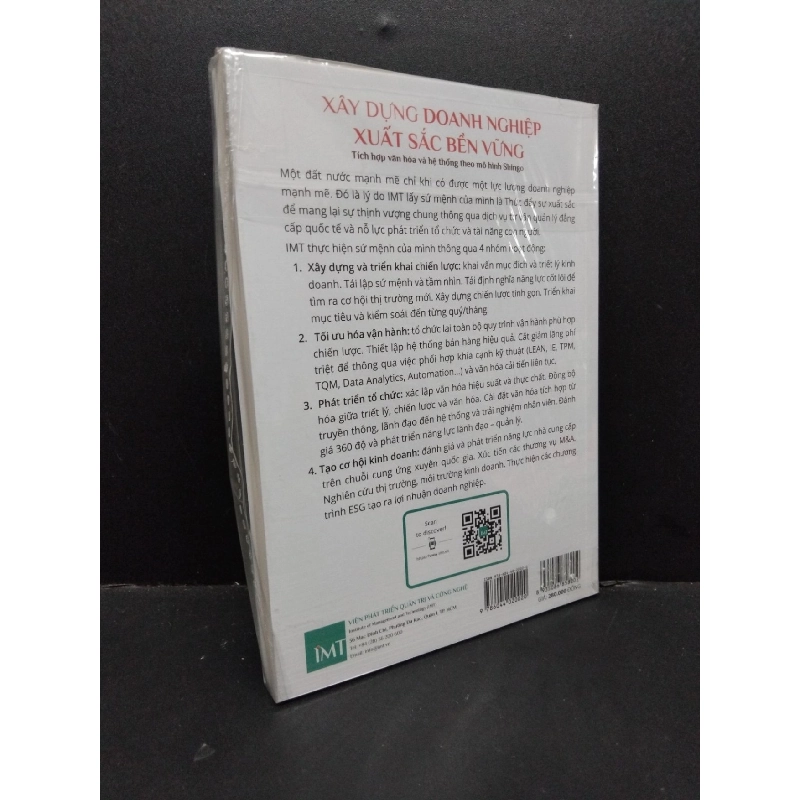 XÂY DỰNG DOANH NGHIỆP
XUẤT SẮC BỀN VỮNG
Tích hợp văn hóa và hệ thống theo mô hình Shingo
Một đất nước mạnh mẽ chỉ khi có được một lực lượng doanh nghiệp
mạnh mẽ. Đó là lý do IMT lấy sứ mệnh của mình là Thúc đẩy sự xuất sắc
để mang lại sự thịnh vượng chung thông qua dịch vụ tư vấn quản lý đẳng
cấp quốc tế và nỗ lực phát triển tổ chức và tài năng con người.
IMT thực hiện sứ mệnh của mình thông qua 4 nhóm hoạt động:
1. Xây dựng và triển khai chiến lược: khai vấn mục đích và triết lý kinh
doanh. Tái lập sứ mệnh và tầm nhìn. Tái định nghĩa năng lực cốt lõi để
tìm ra cơ hội thị trường mới. Xây dựng chiến lược tinh gọn. Triển khai
mục tiêu và kiểm soát đến từng quý/tháng
2. Tối ưu hóa vận hành: tổ chức lại toàn bộ quy trình vận hành phù hợp
chiến lược. Thiết lập hệ thống bán hàng hiệu quả. Cắt giảm lãng phí
triệt để thông qua việc phối hợp khía cạnh kỹ thuật (LEAN, IE, TPM,
TQM, Data Analytics, Automation...) và văn hóa cải tiến liên tục.
3. Phát triển tổ chức: xác lập văn hóa hiệu suất và thực chất. Đồng bộ
hóa giữa triết lý, chiến lược và văn hóa. Cài đặt văn hóa tích hợp từ
truyền thông, lãnh đạo đến hệ thống và trải nghiệm nhân viên. Đánh
giá 360 độ và phát triển năng lực lãnh đạo – quản lý.
4. Tạo cơ hội kinh doanh: đánh giá và phát triển năng lực nhà cung cấp
trên chuỗi cung ứng xuyên quốc gia. Xúc tiến các thương vụ M&A.
Nghiên cứu thị trường, môi trường kinh doanh. Thực hiện các chương
trình ESG tạo ra lợi nhuận doanh nghiệp.
Scan
to discover!
IMT
VIỆN PHÁT TRIỂN QUẢN TRỊ VÀ CÔNG NGHỆ